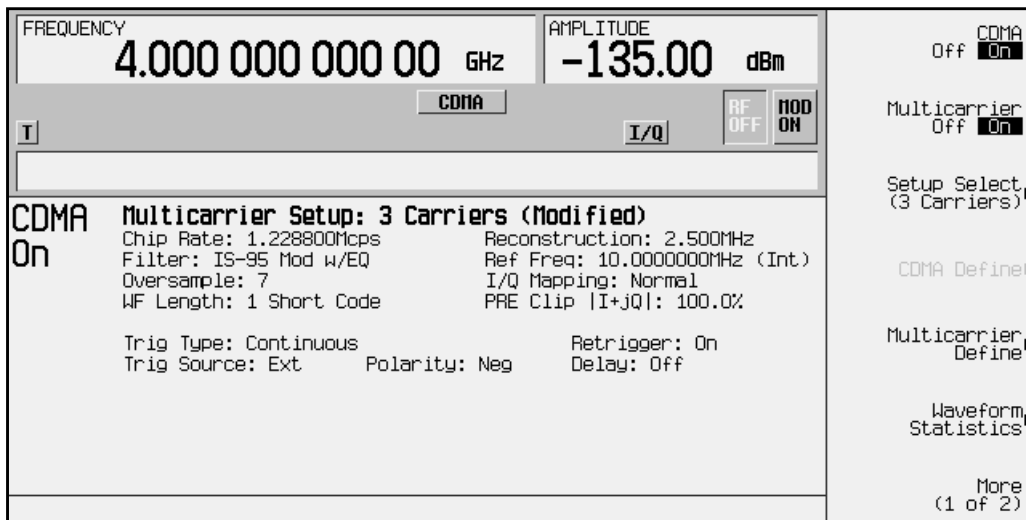 FREQUENCY
4.000 000 000 00 GHz
AMPLITUDE
-135.00 dBm
CDMA
T
I/Q
RF OFF
MOD ON
CDMA On
Multicarrier Setup: 3 Carriers (Modified)
Chip Rate: 1.228800Mcps Reconstruction: 2.500MHz
Filter: IS-95 Mod w/EQ Ref Freq: 10.0000000MHz (Int)
Oversample: 7 I/Q Mapping: Normal
WF Length: 1 Short Code PRE Clip |I+jQ|: 100.0%
Trig Type: Continuous Retrigger: On
Trig Source: Ext Polarity: Neg Delay: Off
CDMA
Off On
Multicarrier
Off On
Setup Select
(3 Carriers)
CDMA Define
Multicarrier
Define
Waveform
Statistics
More
(1 of 2)